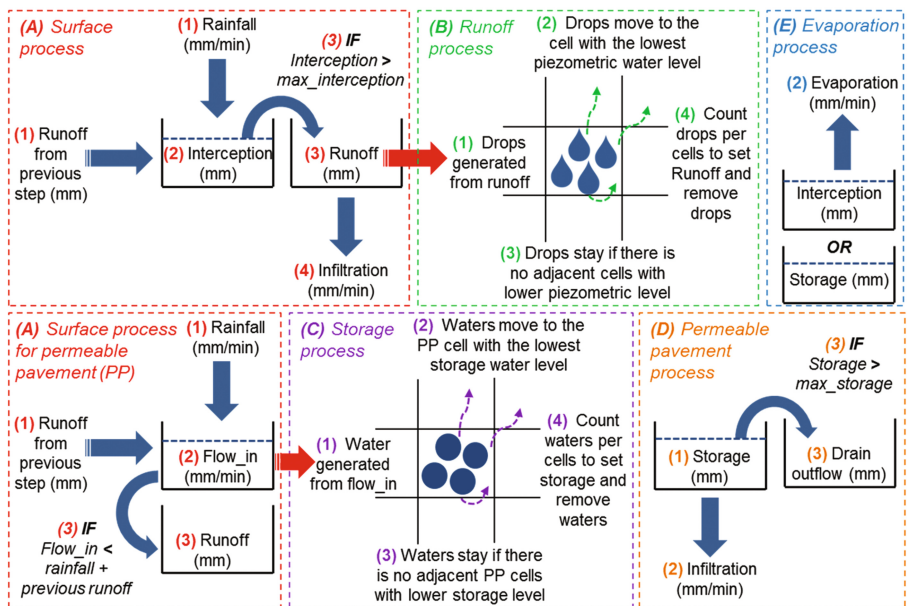 (A) Surface
process
(1) Rainfall
(mm/min)
(3) IF
Interception >
max_interception
(1) Runoff
from
previous
step (mm)
(2) Interception
(mm)
(3) Runoff
(mm)
(4) Infiltration
(mm/min)
(B) Runoff
process
(2) Drops move to the
cell with the lowest
piezometric water level
(1) Drops
generated
from runoff
(4) Count
drops per
cells to set
Runoff and
remove
drops
(3) Drops stay if there is
no adjacent cells with
lower piezometric level
(E) Evaporation
process
(2) Evaporation
(mm/min)
Interception
(mm)
OR
Storage (mm)
(A) Surface process
for permeable
pavement (PP)
(1) Rainfall
(mm/min)
(1) Runoff
from
previous
step (mm)
(2) Flow_in
(mm/min)
(3) IF
Flow_in <
rainfall +
previous runoff
(3) Runoff
(mm)
(C) Storage
process
(2) Waters move to the
PP cell with the lowest
storage water level
(1) Water
generated
from flow_in
(4) Count
waters per
cells to set
storage and
remove
waters
(3) Waters stay if there
is no adjacent PP cells
with lower storage level
(D) Permeable
pavement
process
(3) IF
Storage >
max_storage
(1) Storage
(mm)
(3) Drain
outflow (mm)
(2) Infiltration
(mm/min)